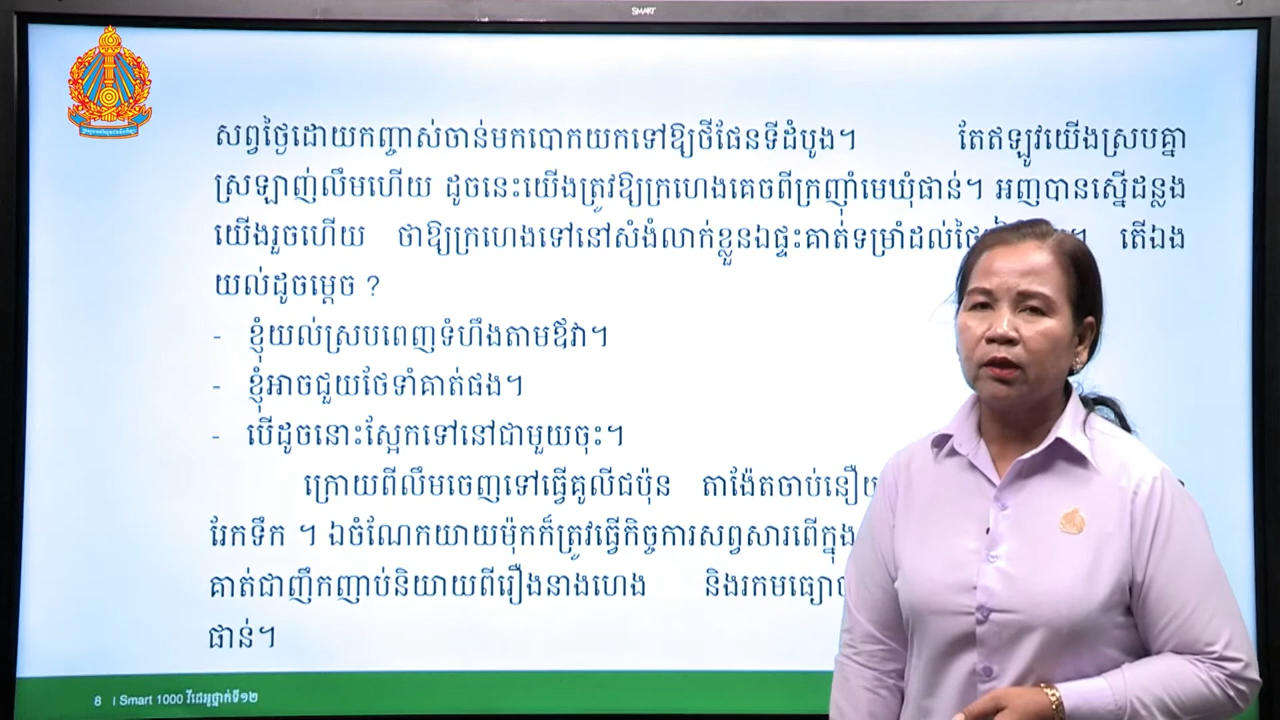 SMART
សព្វថ្ងៃដោយកញ្ចាស់ចាន់មកបោកយកទៅឱ្យថីផែនទីដំបូង។ តែឥឡូវយើងស្របគ្នា
ស្រឡាញ់លឹមហើយ ដូចនេះយើងត្រូវឱ្យក្រហេងគេចពីក្រញ៉ាំមេឃុំផាន់។ អញបានស្នើដន្លង
យើងរួចហើយ ថាឱ្យក្រហេងទៅនៅសំងំលាក់ខ្លួនឯផ្ទះគាត់ទម្រាំដល់ថ្ងៃ តើឯង
យល់ដូចម្ដេច ?
- ខ្ញុំយល់ស្របពេញទំហឹងតាមឪវា។
- ខ្ញុំអាចជួយថែទាំគាត់ផង។
- បើដូចនោះស្អែកទៅនៅជាមួយចុះ។
ក្រោយពីលឹមចេញទៅធ្វើគូលីជប៉ុន តាង៉ែតចាប់នឿយ
រែកទឹក ។ ឯចំណែកយាយម៉ុកក៏ត្រូវធ្វើកិច្ចការសព្វសារពើក្នុង
គាត់ជាញឹកញាប់និយាយពីរឿងនាងហេង និងរកមធ្យោ
ផាន់។
8 | Smart 1000 វីដេអូថ្នាក់ទី១២